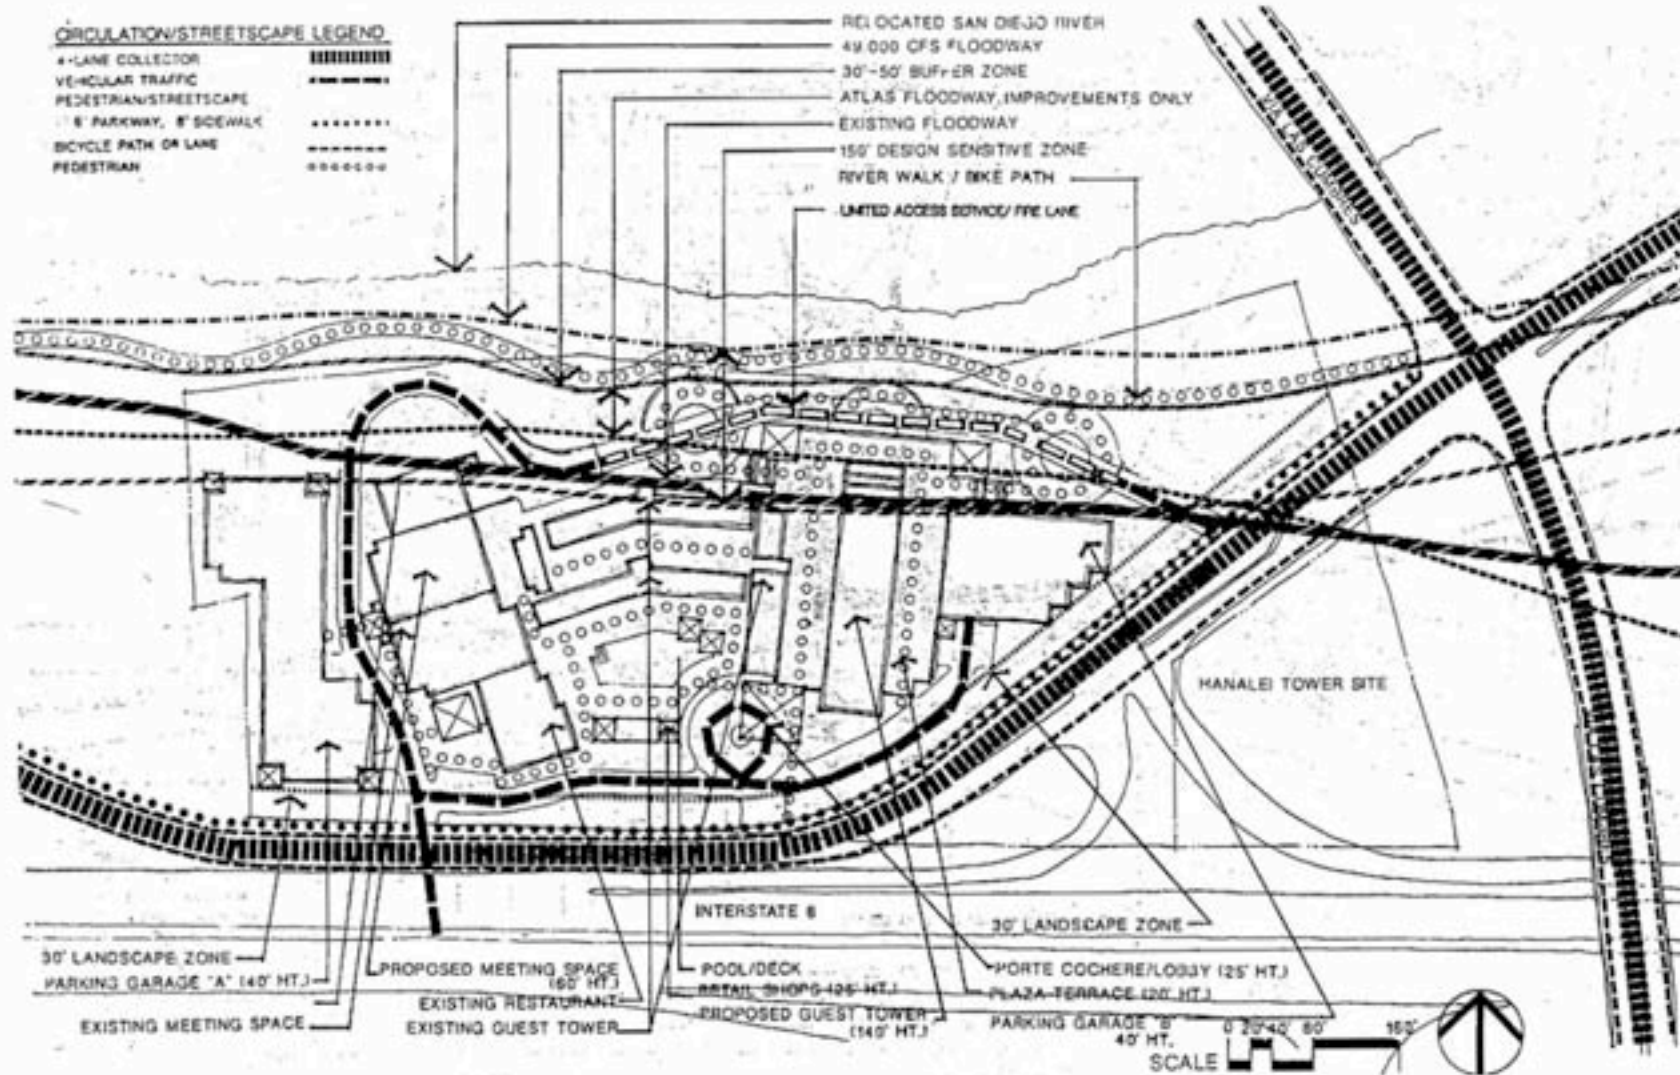 CIRCULATION/STREETSCAPE LEGEND
4-LANE COLLECTOR
VEHICULAR TRAFFIC
PEDESTRIAN/STREETSCAPE
6' PARKWAY, 8' SIDEWALK
BICYCLE PATH OR LANE
PEDESTRIAN
RELOCATED SAN DIEGO RIVER
49,000 CFS FLOODWAY
30'-50' BUFFER ZONE
ATLAS FLOODWAY IMPROVEMENTS ONLY
EXISTING FLOODWAY
150' DESIGN SENSITIVE ZONE
RIVER WALK / BIKE PATH
UNITED ACCESS SERVICE/ FIRE LANE
VIA LAS CUMBRES
HANALEI TOWER SITE
INTERSTATE 8
30' LANDSCAPE ZONE
PARKING GARAGE "A" (40' HT.)
EXISTING MEETING SPACE
PROPOSED MEETING SPACE
(60' HT.)
EXISTING RESTAURANT
EXISTING GUEST TOWER
POOL/DECK
RETAIL SHOPS (25' HT.)
PROPOSED GUEST TOWER
(140' HT.)
30' LANDSCAPE ZONE
PORTE COCHERE/LOBBY (25' HT.)
PLAZA TERRACE (20' HT.)
PARKING GARAGE "B"
40' HT.
0 20' 40' 80' 160'
SCALE